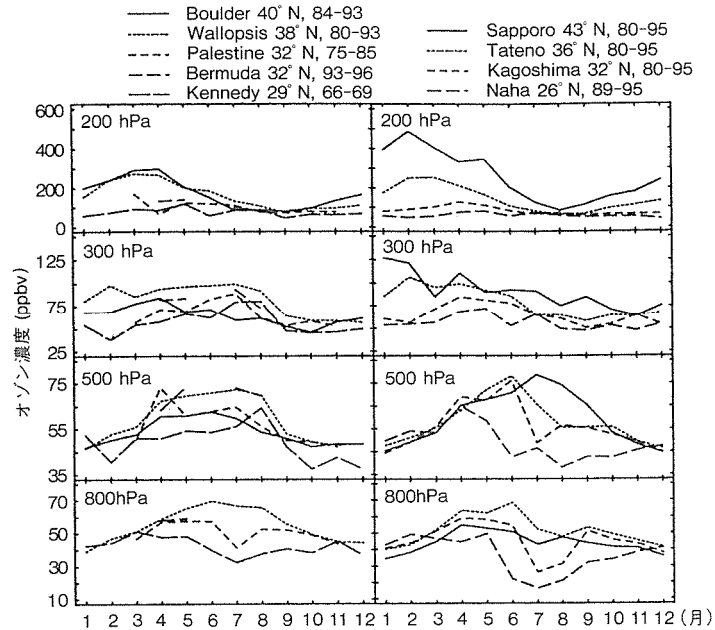 Boulder 40° N, 84-93
Wallopsis 38° N, 80-93
Palestine 32° N, 75-85
Bermuda 32° N, 93-96
Kennedy 29° N, 66-69
Sapporo 43° N, 80-95
Tateno 36° N, 80-95
Kagoshima 32° N, 80-95
Naha 26° N, 89-95
オゾン濃度 (ppbv)
600
400
200
0
200 hPa
200 hPa
125
75
25
300 hPa
300 hPa
75
55
35
500 hPa
500 hPa
70
50
30
10
800hPa
800hPa
1 2 3 4 5 6 7 8 9 10 11 12
1 2 3 4 5 6 7 8 9 10 11 12 (月)